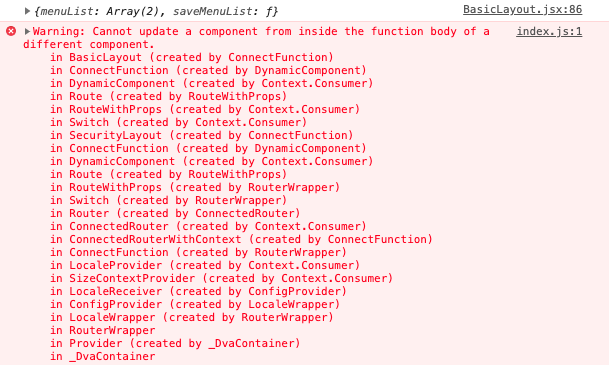 ▶{menuList: Array(2), saveMenuList: ƒ} BasicLayout.jsx:86
▶Warning: Cannot update a component from inside the function body of a index.js:1
different component.
in BasicLayout (created by ConnectFunction)
in ConnectFunction (created by DynamicComponent)
in DynamicComponent (created by Context.Consumer)
in Route (created by RouteWithProps)
in RouteWithProps (created by Context.Consumer)
in Switch (created by Context.Consumer)
in SecurityLayout (created by ConnectFunction)
in ConnectFunction (created by DynamicComponent)
in DynamicComponent (created by Context.Consumer)
in Route (created by RouteWithProps)
in RouteWithProps (created by RouterWrapper)
in Switch (created by RouterWrapper)
in Router (created by ConnectedRouter)
in ConnectedRouter (created by Context.Consumer)
in ConnectedRouterWithContext (created by ConnectFunction)
in ConnectFunction (created by RouterWrapper)
in LocaleProvider (created by Context.Consumer)
in SizeContextProvider (created by Context.Consumer)
in LocaleReceiver (created by ConfigProvider)
in ConfigProvider (created by LocaleWrapper)
in LocaleWrapper (created by RouterWrapper)
in RouterWrapper
in Provider (created by _DvaContainer)
in _DvaContainer